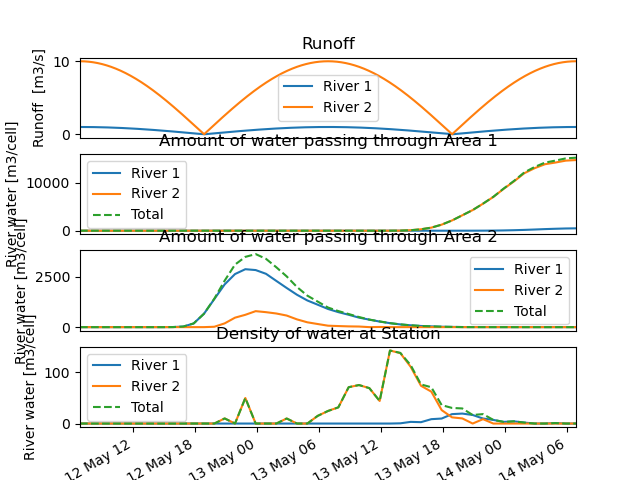 Runoff
Runoff [m3/s]
10
0
River 1
River 2
Amount of water passing through Area 1
River water [m3/cell]
10000
0
River 1
River 2
Total
Amount of water passing through Area 2
River water [m3/cell]
2500
0
River 1
River 2
Total
Density of water at Station
River water [m3/cell]
100
0
River 1
River 2
Total
12 May 12
12 May 18
13 May 00
13 May 06
13 May 12
13 May 18
14 May 00
14 May 06